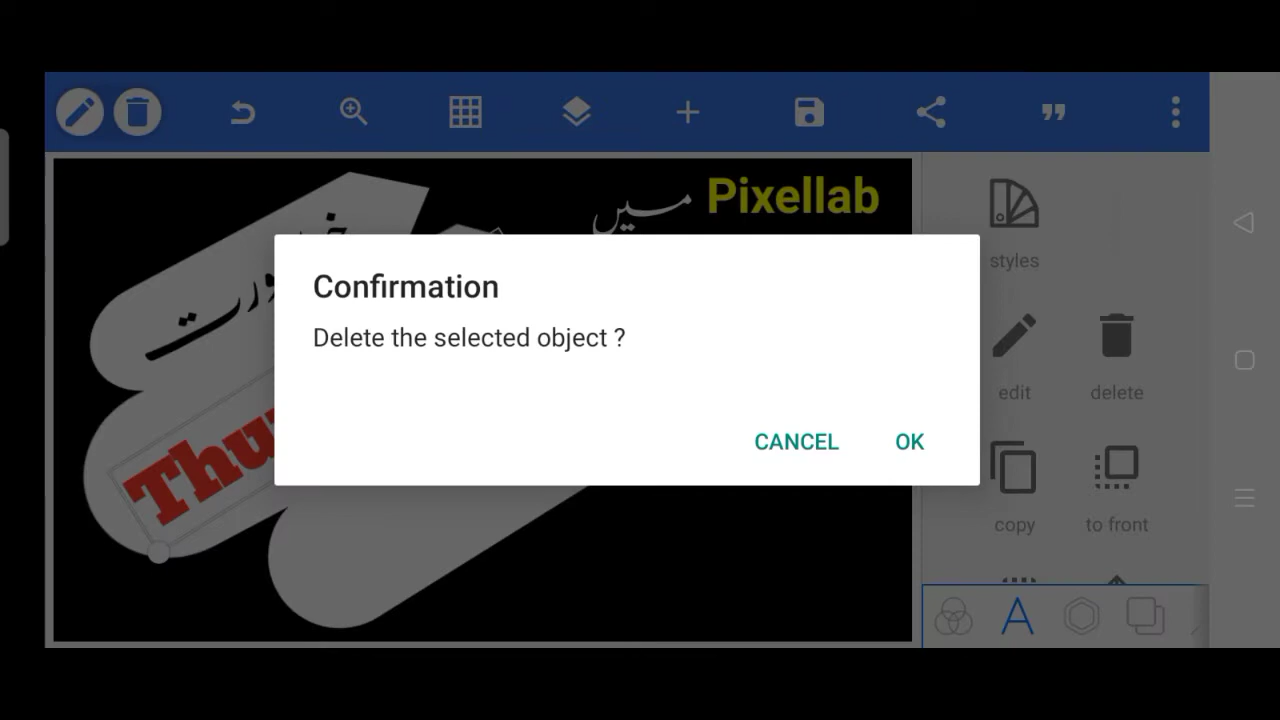 میں Pixellab
styles
Confirmation
Delete the selected object ?
edit
delete
CANCEL
OK
copy
to front